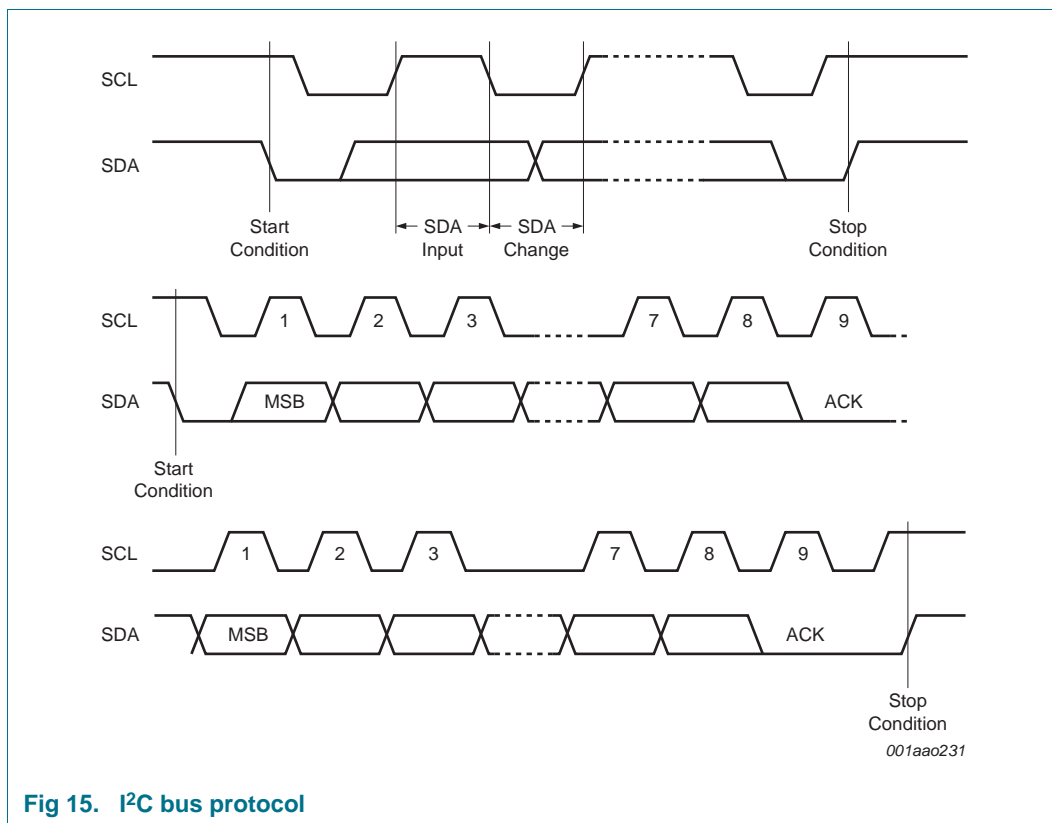 SCL
SDA
Start
Condition
SDA
Input
SDA
Change
Stop
Condition
SCL
1 2 3 7 8 9
SDA
MSB
ACK
Start
Condition
SCL
1 2 3 7 8 9
SDA
MSB
ACK
Stop
Condition
001aao231
Fig 15. I²C bus protocol